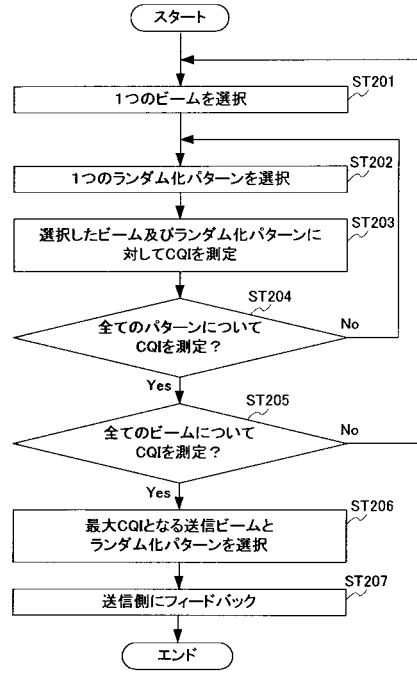 スタート
ST201
1つのビームを選択
ST202
1つのランダム化パターンを選択
ST203
選択したビーム及びランダム化パターンに
対してCQIを測定
ST204
全てのパターンについて
CQIを測定？
No
Yes
ST205
全てのビームについて
CQIを測定？
No
Yes
ST206
最大CQIとなる送信ビームと
ランダム化パターンを選択
ST207
送信側にフィードバック
エンド